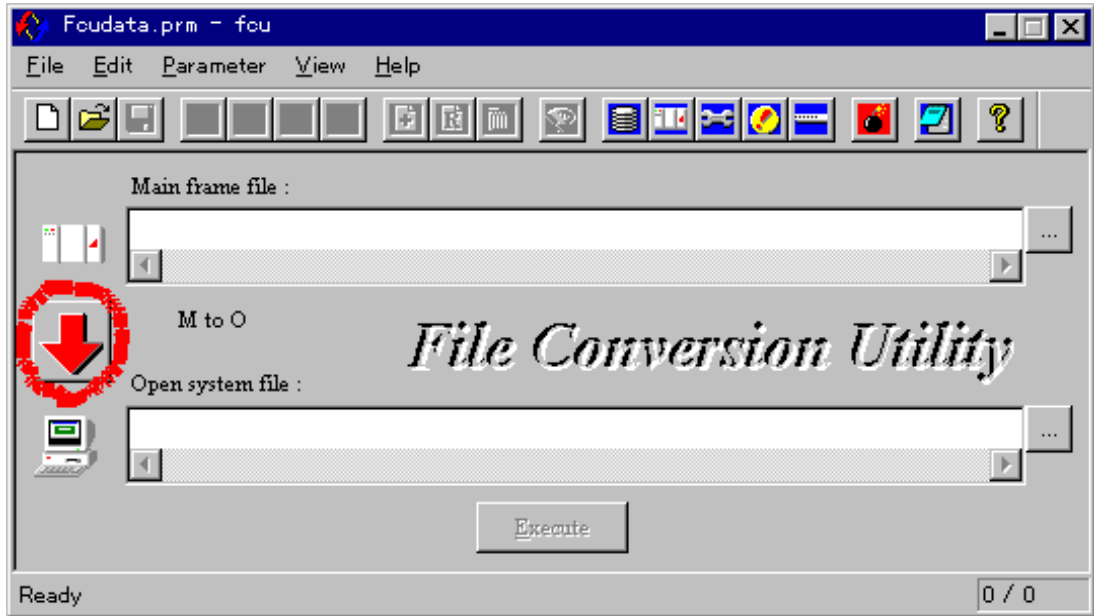 Fcudata.prm - fcu
File Edit Parameter View Help
Main frame file :
...
M to O
File Conversion Utility
Open system file :
...
Execute
Ready
0 / 0